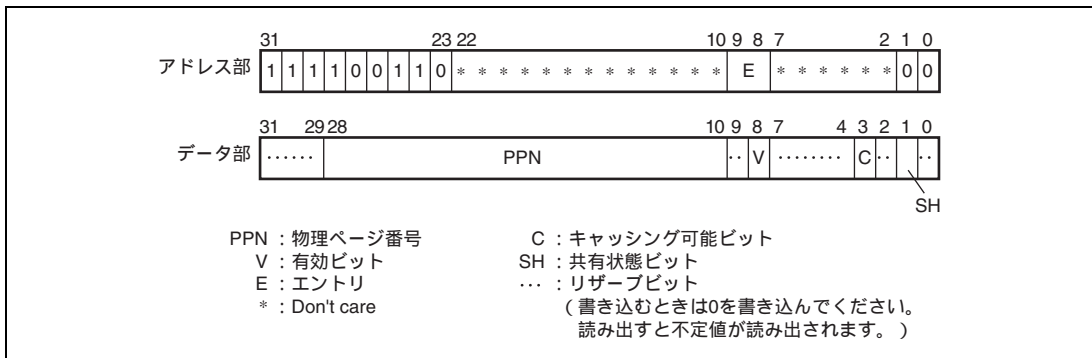 31 23 22 10 9 8 7 2 1 0
アドレス部 1 1 1 1 0 0 1 1 0 * * * * * * * * * * * * * E * * * * * * 0 0
31 29 28 10 9 8 7 4 3 2 1 0
データ部 ······ PPN ·· V ········ C ·· ··
SH
PPN ：物理ページ番号 C ：キャッシング可能ビット
V ：有効ビット SH ：共有状態ビット
E ：エントリ ··· ：リザーブビット
* ：Don't care （書き込むときは0を書き込んでください。
読み出すと不定値が読み出されます。）